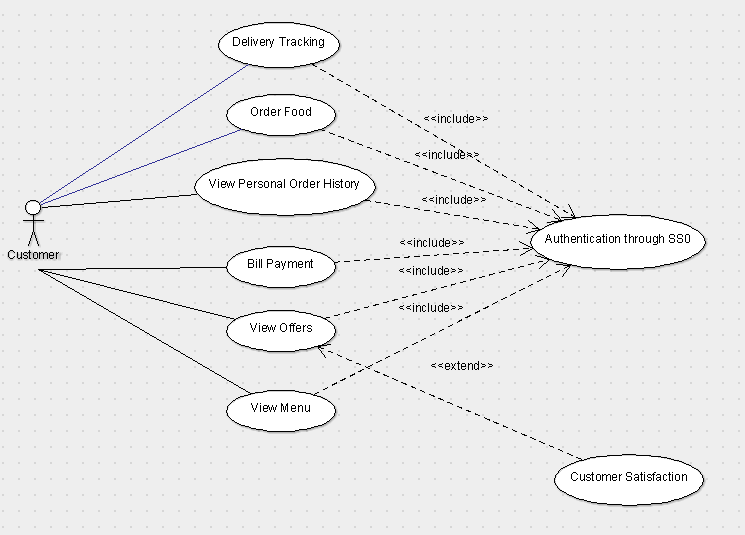 Delivery Tracking
Order Food
<<include>>
<<include>>
View Personal Order History
<<include>>
Customer
Authentication through SS0
<<include>>
Bill Payment
<<include>>
<<include>>
View Offers
<<extend>>
View Menu
Customer Satisfaction